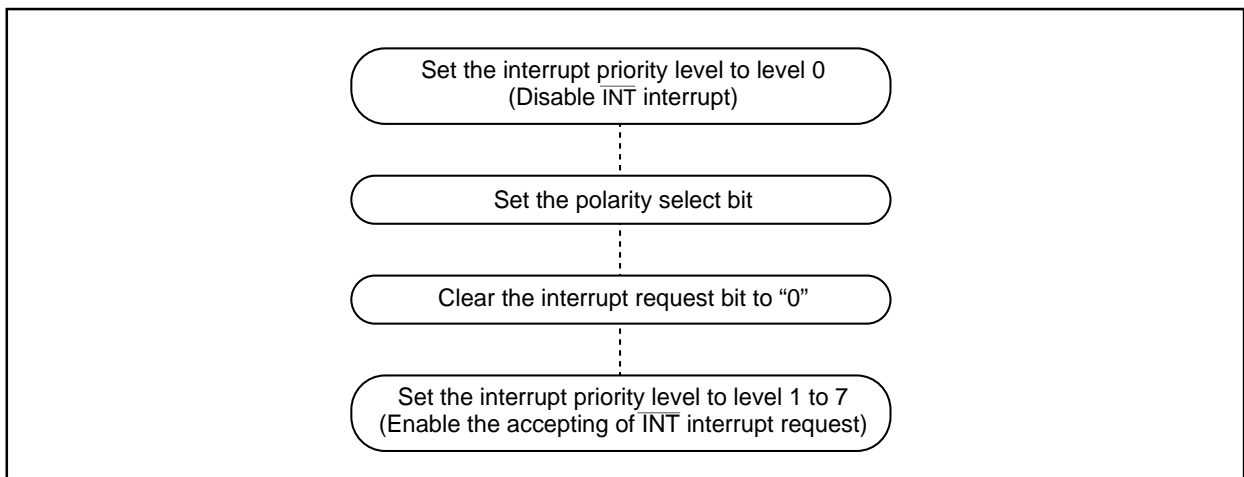 Set the interrupt priority level to level 0
(Disable I̅N̅T̅ interrupt)
Set the polarity select bit
Clear the interrupt request bit to “0”
Set the interrupt priority level to level 1 to 7
(Enable the accepting of I̅N̅T̅ interrupt request)